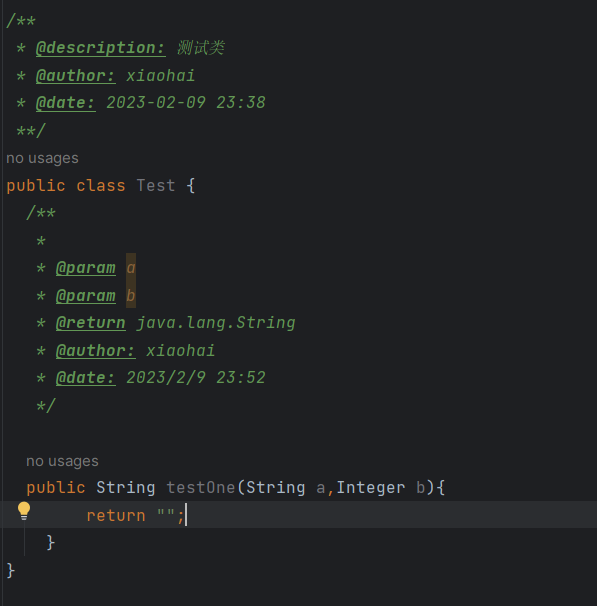 /**
 * @description: 测试类
 * @author: xiaohai
 * @date: 2023-02-09 23:38
 **/
no usages
public class Test {
  /**
   *
   * @param a
   * @param b
   * @return java.lang.String
   * @author: xiaohai
   * @date: 2023/2/9 23:52
   */
  no usages
  public String testOne(String a,Integer b){
        return "";
    }
}